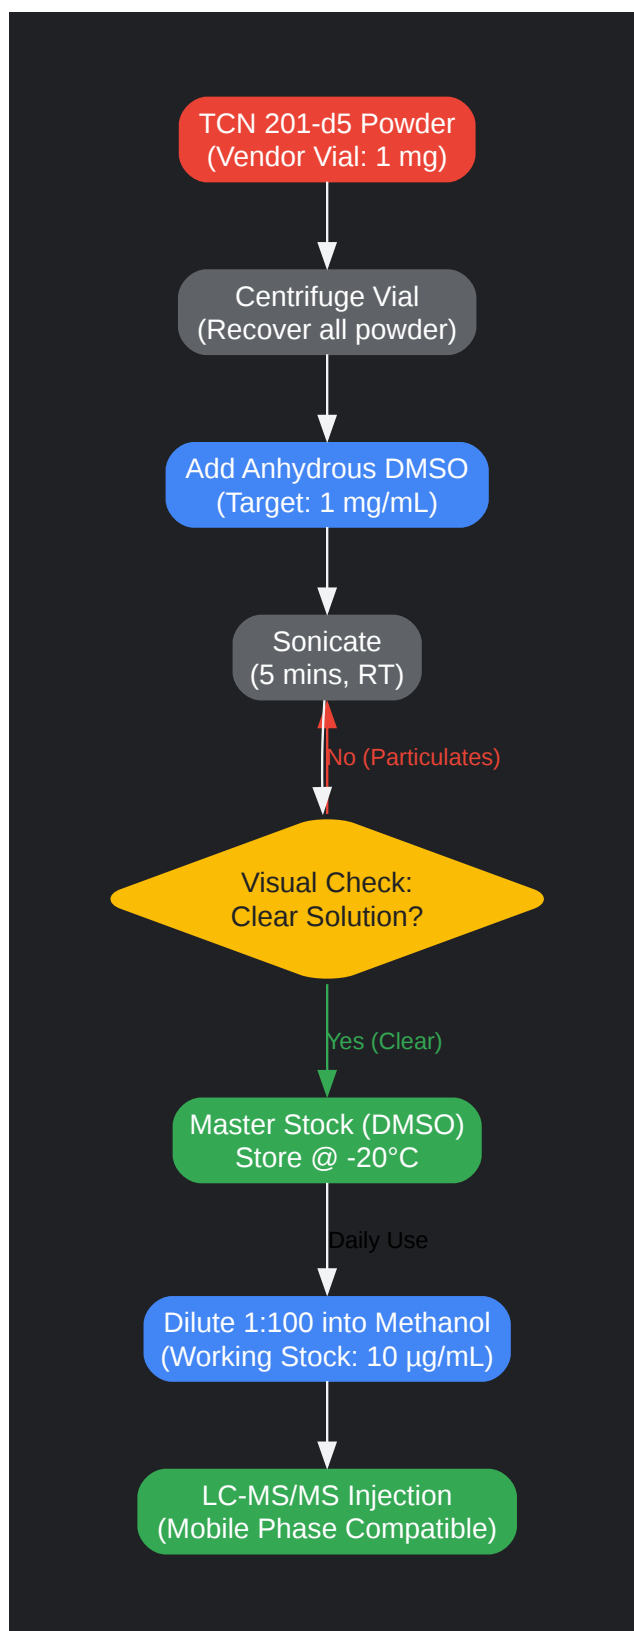 TCN 201-d5 Powder
(Vendor Vial: 1 mg)
Centrifuge Vial
(Recover all powder)
Add Anhydrous DMSO
(Target: 1 mg/mL)
Sonicate
(5 mins, RT)
No (Particulates)
Visual Check:
Clear Solution?
Yes (Clear)
Master Stock (DMSO)
Store @ -20°C
Daily Use
Dilute 1:100 into Methanol
(Working Stock: 10 µg/mL)
LC-MS/MS Injection
(Mobile Phase Compatible)